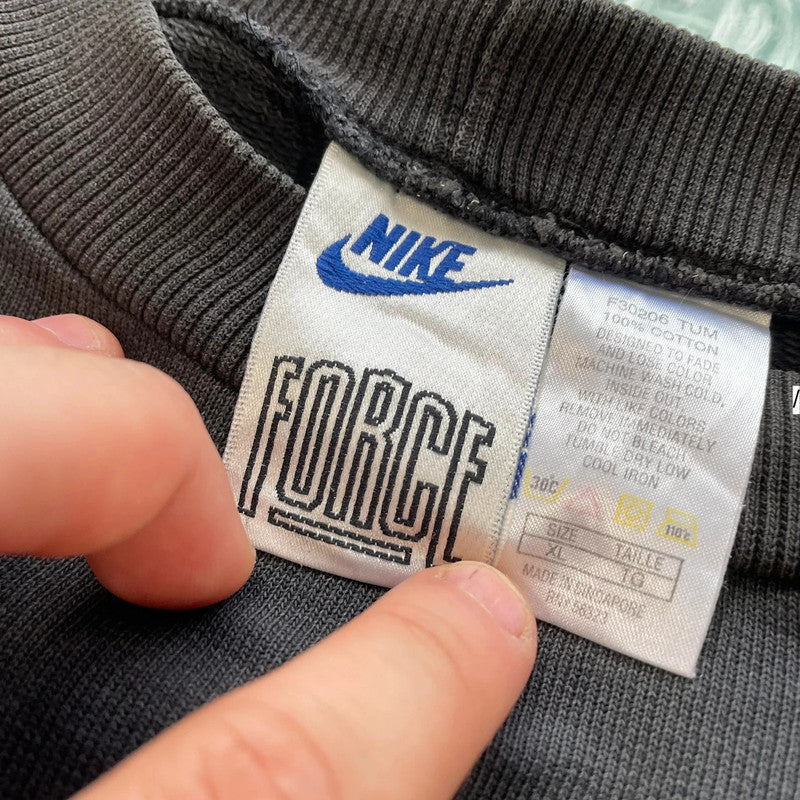 NIKE
FORCE
F30206 TUM
100% COTTON
DESIGNED TO FADE
AND LOSE COLOR
MACHINE WASH COLD,
INSIDE OUT
WITH LIKE COLORS
REMOVE IMMEDIATELY
DO NOT BLEACH
TUMBLE DRY LOW
COOL IRON
30C 110°C
SIZE TAILLE
XL TG
MADE IN SINGAPORE